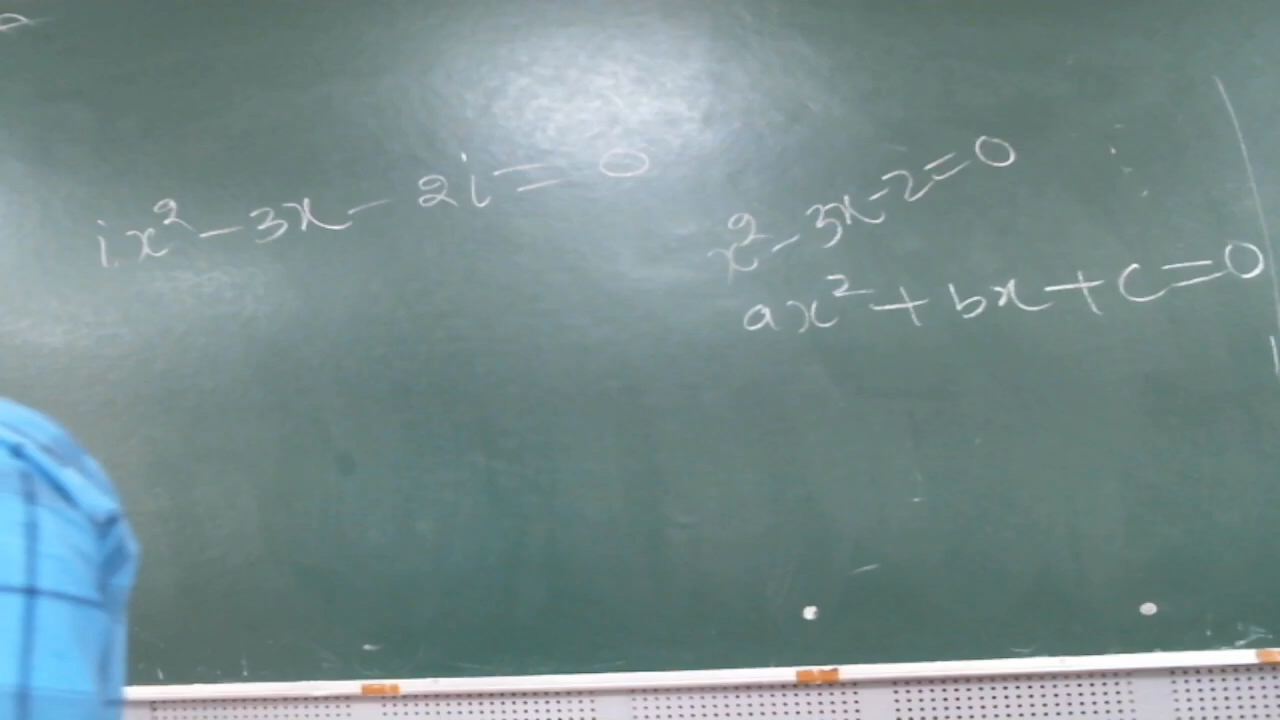 ix² - 3x - 2i = 0
x² - 3x - 2 = 0
ax² + bx + c = 0